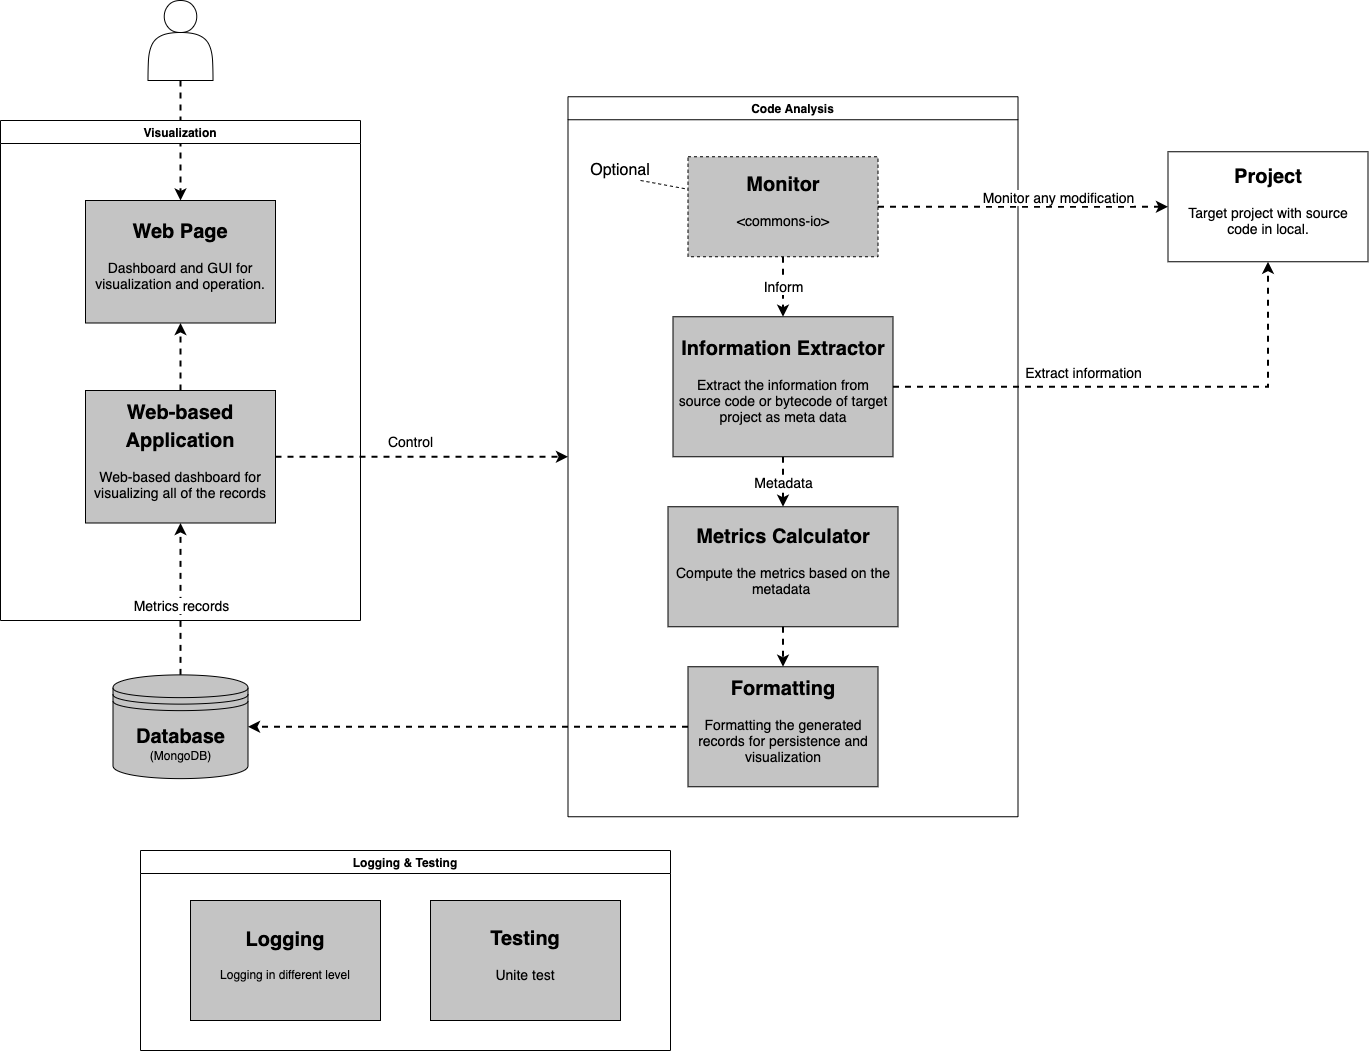 Visualization
Web Page
Dashboard and GUI for
visualization and operation.
Web-based
Application
Web-based dashboard for
visualizing all of the records
Control
Metrics records
Database
(MongoDB)
Code Analysis
Optional
Monitor
<commons-io>
Monitor any modification
Project
Target project with source
code in local.
Inform
Information Extractor
Extract the information from
source code or bytecode of target
project as meta data
Extract information
Metadata
Metrics Calculator
Compute the metrics based on the
metadata
Formatting
Formatting the generated
records for persistence and
visualization
Logging & Testing
Logging
Logging in different level
Testing
Unite test